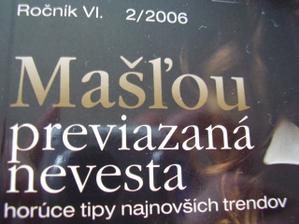 Ročník VI. 2/2006
Mašľou
previazaná
nevesta
horúce tipy najnovších trendov